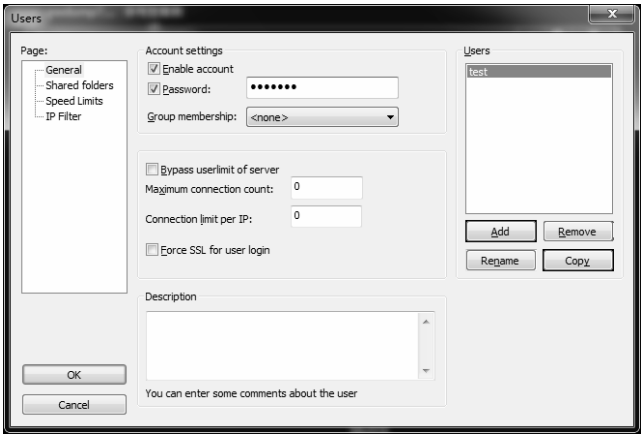 Users
Page:
General
Shared folders
Speed Limits
IP Filter
OK
Cancel
Account settings
Enable account
Password: •••••••
Group membership: <none>
Bypass userlimit of server
Maximum connection count: 0
Connection limit per IP: 0
Force SSL for user login
Description
You can enter some comments about the user
Users
test
Add Remove
Rename Copy